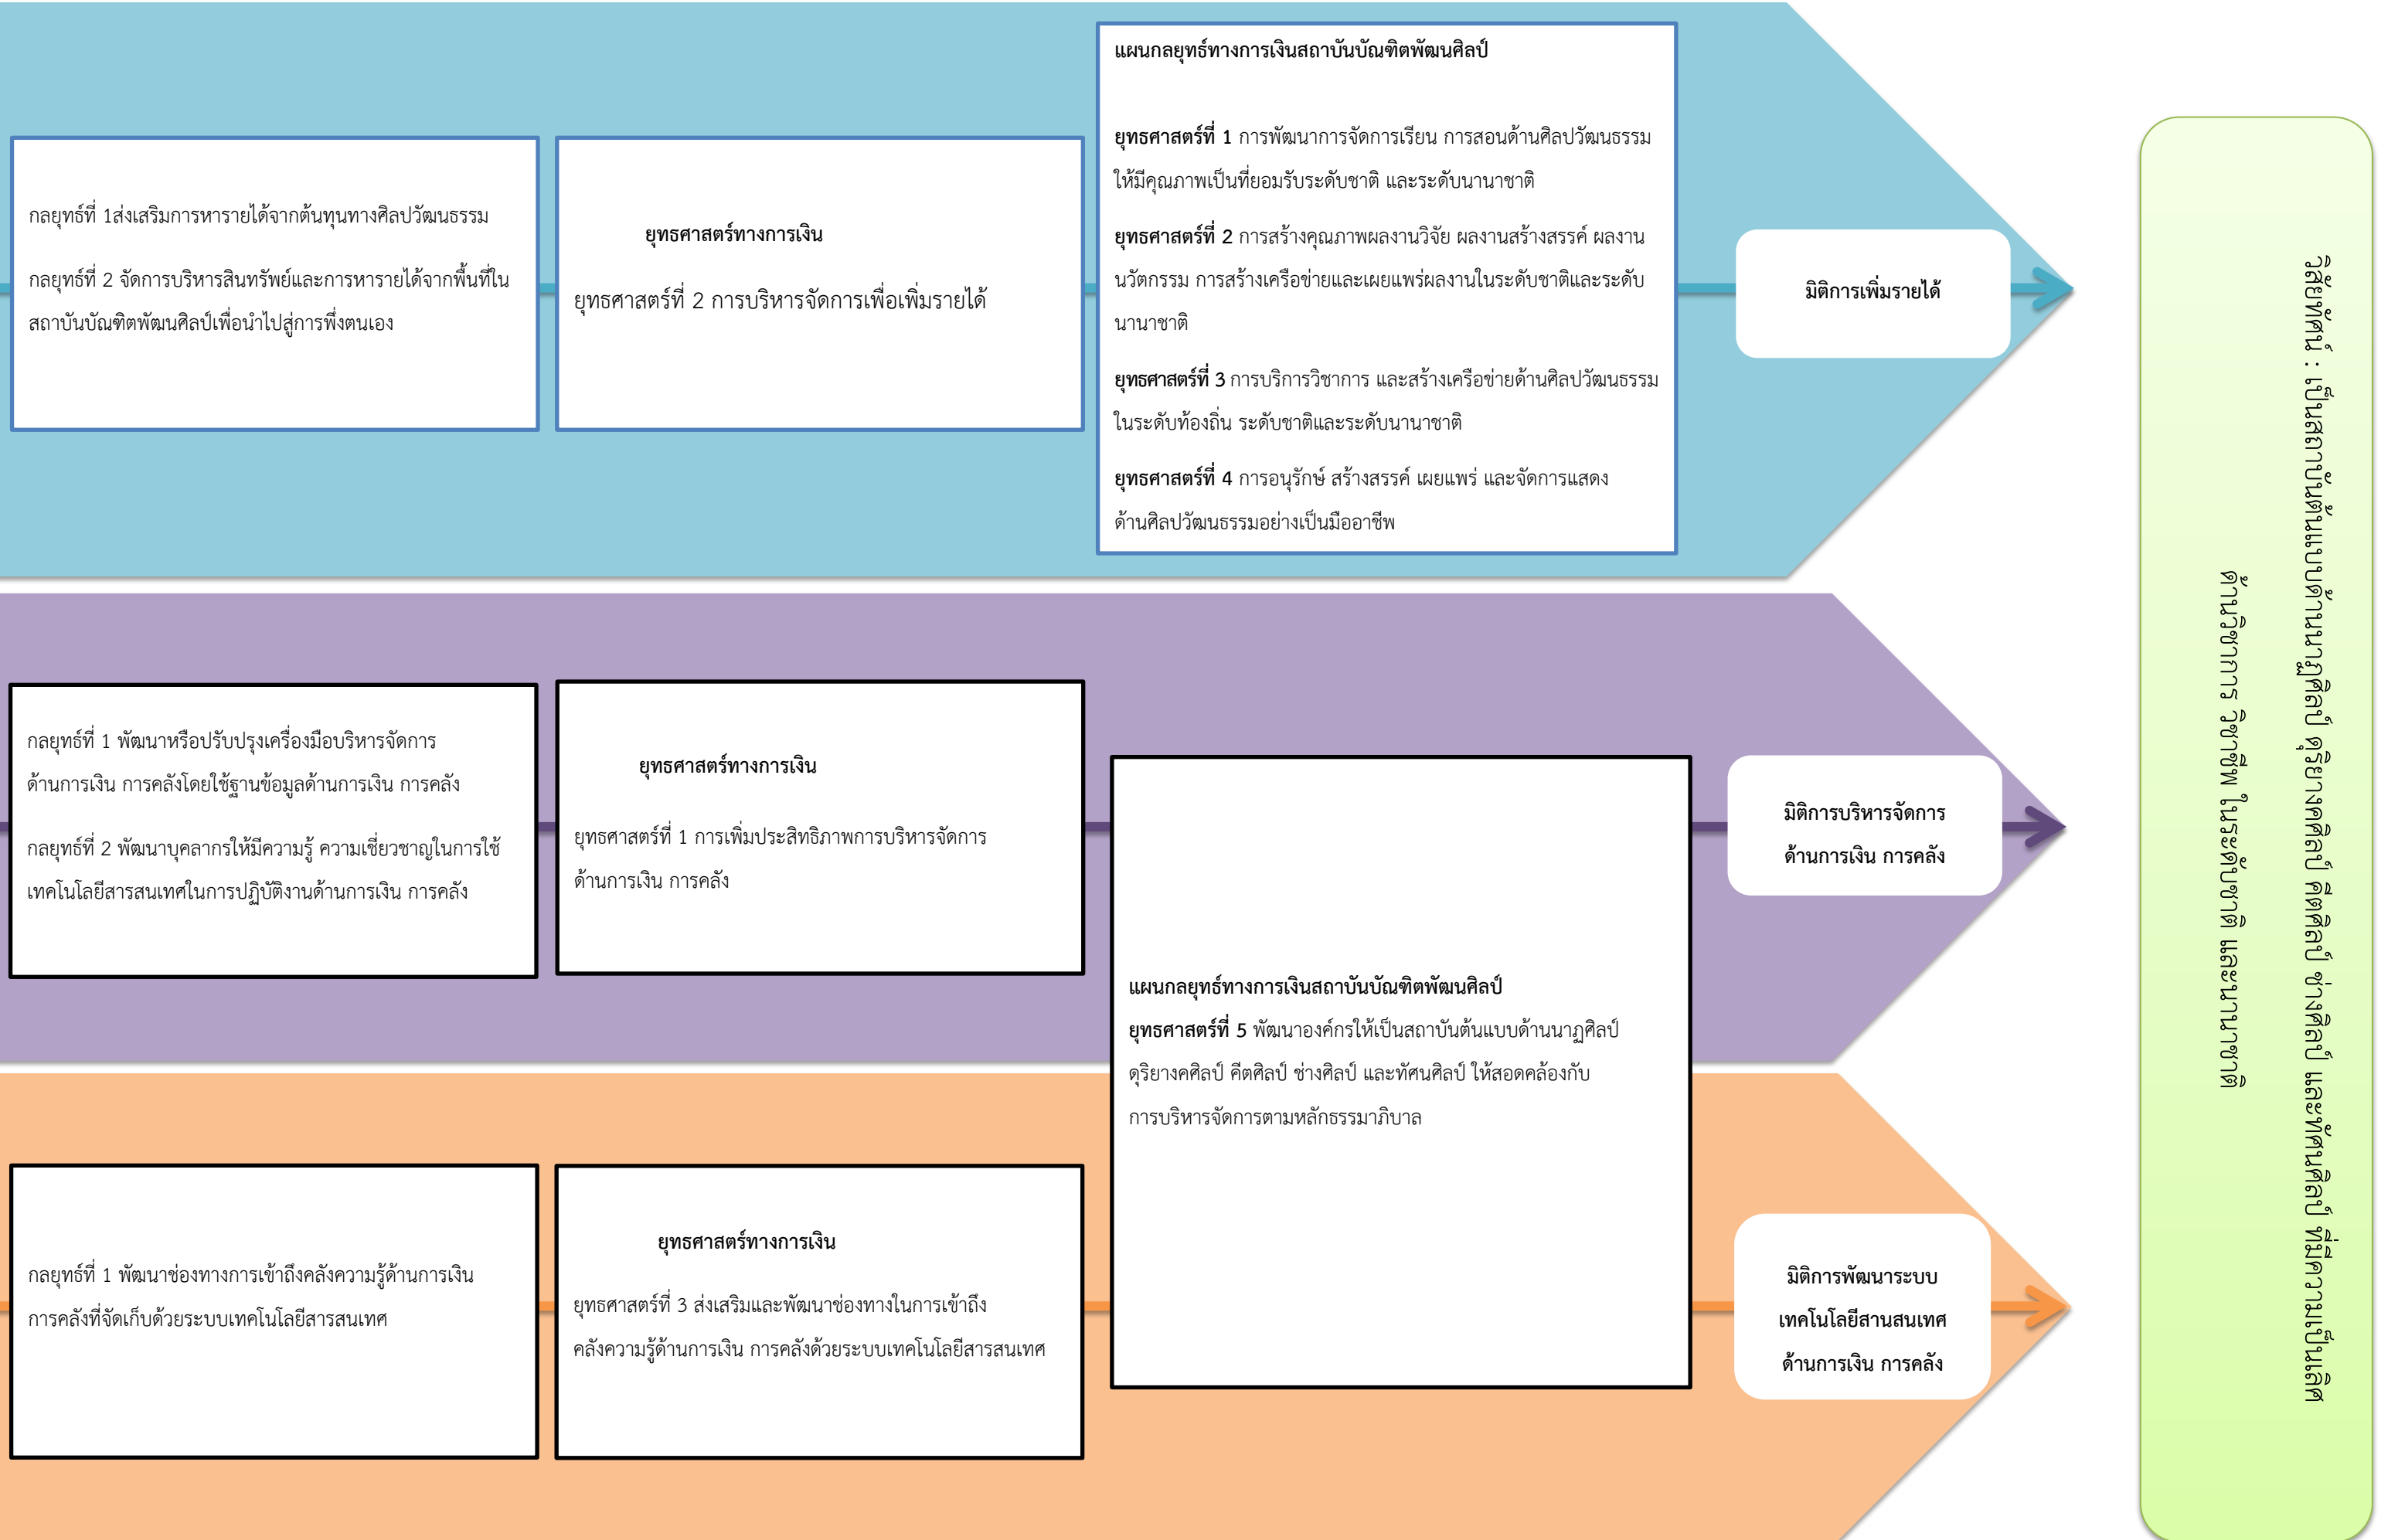 กลยุทธ์ที่ 1ส่งเสริมการหารายได้จากต้นทุนทางศิลปวัฒนธรรม
กลยุทธ์ที่ 2 จัดการบริหารสินทรัพย์และการหารายได้จากพื้นที่ใน
สถาบันบัณฑิตพัฒนศิลป์เพื่อนำไปสู่การพึ่งตนเอง
ยุทธศาสตร์ทางการเงิน
ยุทธศาสตร์ที่ 2 การบริหารจัดการเพื่อเพิ่มรายได้
แผนกลยุทธ์ทางการเงินสถาบันบัณฑิตพัฒนศิลป์
ยุทธศาสตร์ที่ 1 การพัฒนาการจัดการเรียน การสอนด้านศิลปวัฒนธรรม
ให้มีคุณภาพเป็นที่ยอมรับระดับชาติ และระดับนานาชาติ
ยุทธศาสตร์ที่ 2 การสร้างคุณภาพผลงานวิจัย ผลงานสร้างสรรค์ ผลงาน
นวัตกรรม การสร้างเครือข่ายและเผยแพร่ผลงานในระดับชาติและระดับ
นานาชาติ
ยุทธศาสตร์ที่ 3 การบริการวิชาการ และสร้างเครือข่ายด้านศิลปวัฒนธรรม
ในระดับท้องถิ่น ระดับชาติและระดับนานาชาติ
ยุทธศาสตร์ที่ 4 การอนุรักษ์ สร้างสรรค์ เผยแพร่ และจัดการแสดง
ด้านศิลปวัฒนธรรมอย่างเป็นมืออาชีพ
มิติการเพิ่มรายได้
กลยุทธ์ที่ 1 พัฒนาหรือปรับปรุงเครื่องมือบริหารจัดการ
ด้านการเงิน การคลังโดยใช้ฐานข้อมูลด้านการเงิน การคลัง
กลยุทธ์ที่ 2 พัฒนาบุคลากรให้มีความรู้ ความเชี่ยวชาญในการใช้
เทคโนโลยีสารสนเทศในการปฏิบัติงานด้านการเงิน การคลัง
ยุทธศาสตร์ทางการเงิน
ยุทธศาสตร์ที่ 1 การเพิ่มประสิทธิภาพการบริหารจัดการ
ด้านการเงิน การคลัง
แผนกลยุทธ์ทางการเงินสถาบันบัณฑิตพัฒนศิลป์
ยุทธศาสตร์ที่ 5 พัฒนาองค์กรให้เป็นสถาบันต้นแบบด้านนาฏศิลป์
ดุริยางคศิลป์ คีตศิลป์ ช่างศิลป์ และทัศนศิลป์ ให้สอดคล้องกับ
การบริหารจัดการตามหลักธรรมาภิบาล
มิติการบริหารจัดการ
ด้านการเงิน การคลัง
กลยุทธ์ที่ 1 พัฒนาช่องทางการเข้าถึงคลังความรู้ด้านการเงิน
การคลังที่จัดเก็บด้วยระบบเทคโนโลยีสารสนเทศ
ยุทธศาสตร์ทางการเงิน
ยุทธศาสตร์ที่ 3 ส่งเสริมและพัฒนาช่องทางในการเข้าถึง
คลังความรู้ด้านการเงิน การคลังด้วยระบบเทคโนโลยีสารสนเทศ
มิติการพัฒนาระบบ
เทคโนโลยีสานสนเทศ
ด้านการเงิน การคลัง
วิสัยทัศน์ : เป็นสถาบันต้นแบบด้านนาฏศิลป์ ดุริยางคศิลป์ คีตศิลป์ ช่างศิลป์ และทัศนศิลป์ ที่มีความเป็นเลิศ
ด้านวิชาการ วิชาชีพ ในระดับชาติ และนานาชาติ